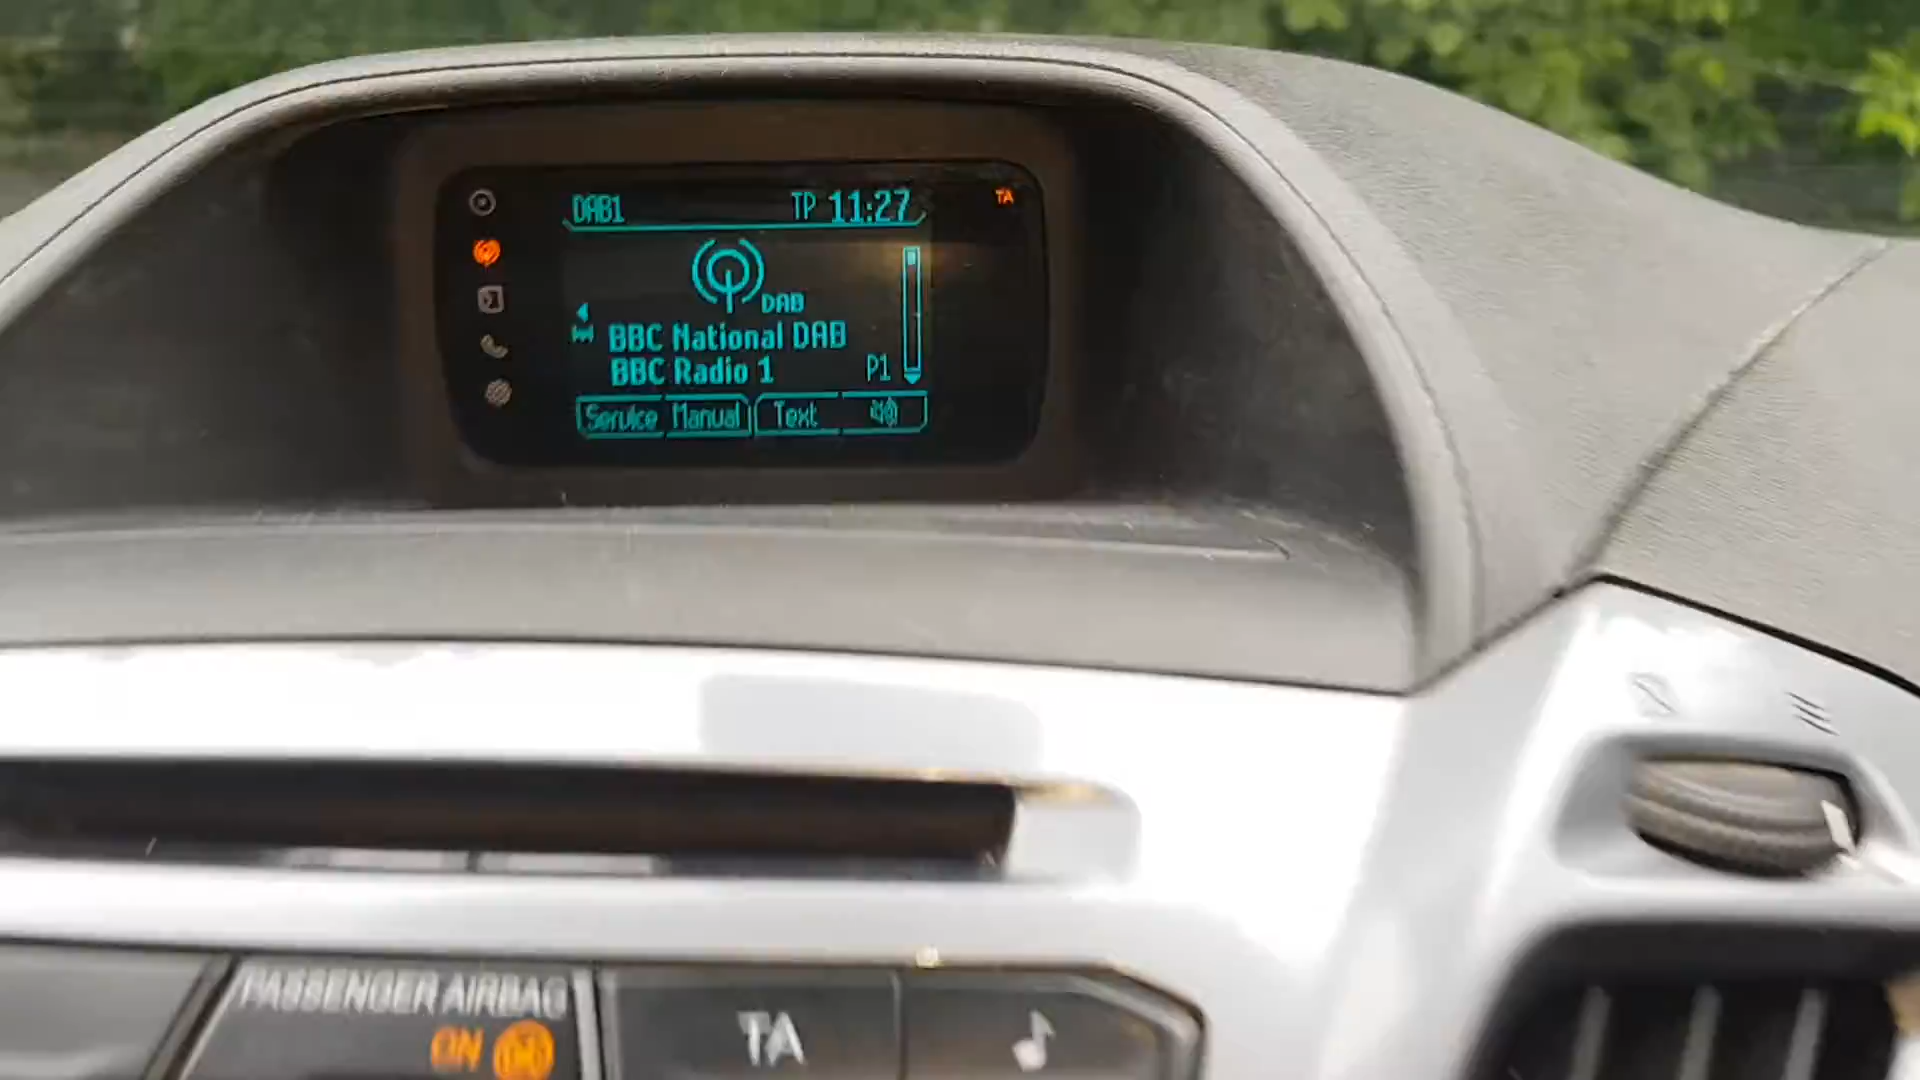 DAB1 TP 11:27 TA
DAB
BBC National DAB
BBC Radio 1 P1
Service Manual Text
PASSENGER AIRBAG
ON
TA